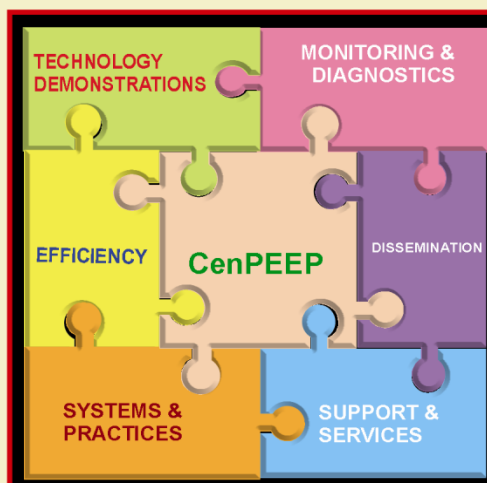 TECHNOLOGY
DEMONSTRATIONS
MONITORING &
DIAGNOSTICS
EFFICIENCY
CenPEEP
DISSEMINATION
SYSTEMS &
PRACTICES
SUPPORT &
SERVICES